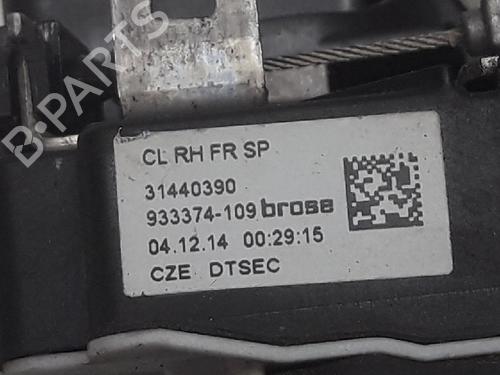 B-PARTS
CL RH FR SP
31440390
933374-109 brose
04.12.14 00:29:15
CZE DTSEC